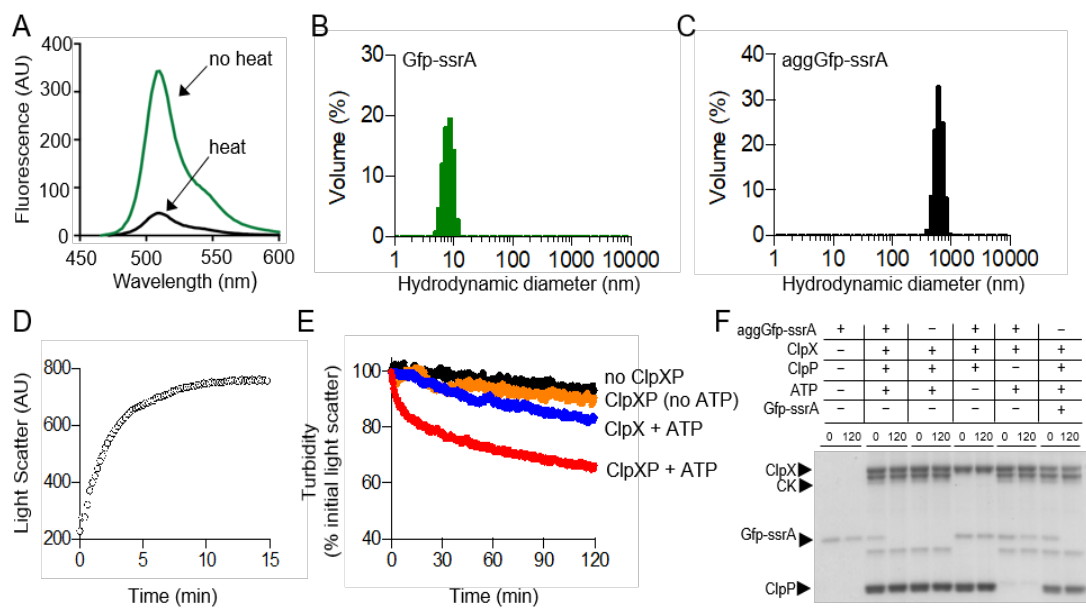 A
Fluorescence (AU)
400
300
200
100
0
no heat
heat
450 500 550 600
Wavelength (nm)
B
Gfp-ssrA
Volume (%)
30
20
10
0
1 10 100 1000 10000
Hydrodynamic diameter (nm)
C
aggGfp-ssrA
Volume (%)
40
30
20
10
0
1 10 100 1000 10000
Hydrodynamic diameter (nm)
D
Light Scatter (AU)
800
600
400
200
0 5 10 15
Time (min)
E
Turbidity
(% initial light scatter)
100
80
60
40
no ClpXP
ClpXP (no ATP)
ClpX + ATP
ClpXP + ATP
0 30 60 90 120
Time (min)
F
aggGfp-ssrA + + – + + –
ClpX – + + + + +
ClpP – + + + – +
ATP – + + – + +
Gfp-ssrA – – – – – +
0 120 0 120 0 120 0 120 0 120 0 120
ClpX
CK
Gfp-ssrA
ClpP